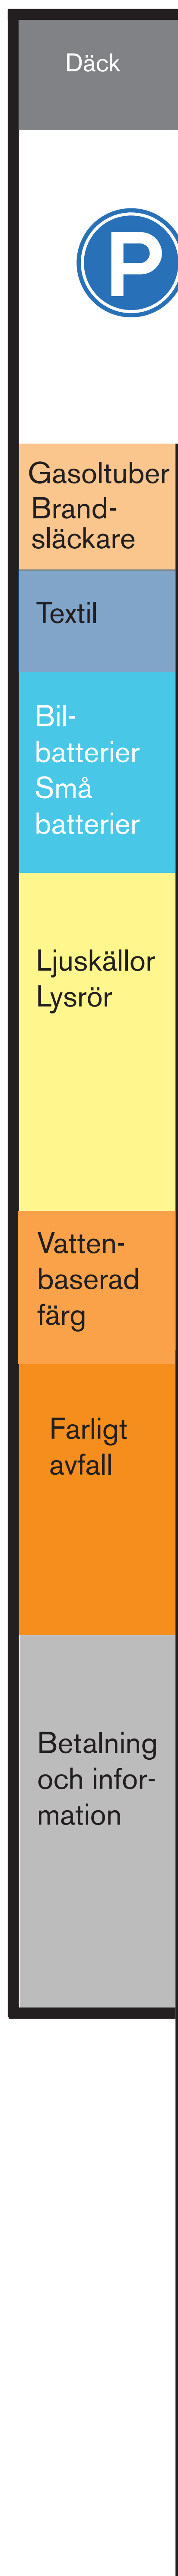 Däck
P
Gasoltuber
Brand-
släckare
Textil
Bil-
batterier
Små
batterier
Ljuskällor
Lysrör
Vatten-
baserad
färg
Farligt
avfall
Betalning
och infor-
mation